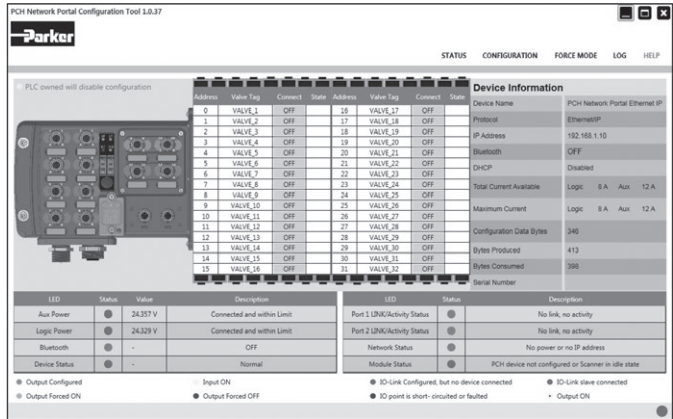 PCH Network Portal Configuration Tool 1.0.37
Parker
STATUS CONFIGURATION FORCE MODE LOG HELP
PLC owned will disable configuration
Address Valve Tag Connect State Address Valve Tag Connect State
0 VALVE_1 OFF 16 VALVE_17 OFF
1 VALVE_2 OFF 17 VALVE_18 OFF
2 VALVE_3 OFF 18 VALVE_19 OFF
3 VALVE_4 OFF 19 VALVE_20 OFF
4 VALVE_5 OFF 20 VALVE_21 OFF
5 VALVE_6 OFF 21 VALVE_22 OFF
6 VALVE_7 OFF 22 VALVE_23 OFF
7 VALVE_8 OFF 23 VALVE_24 OFF
8 VALVE_9 OFF 24 VALVE_25 OFF
9 VALVE_10 OFF 25 VALVE_26 OFF
10 VALVE_11 OFF 26 VALVE_27 OFF
11 VALVE_12 OFF 27 VALVE_28 OFF
12 VALVE_13 OFF 28 VALVE_29 OFF
13 VALVE_14 OFF 29 VALVE_30 OFF
14 VALVE_15 OFF 30 VALVE_31 OFF
15 VALVE_16 OFF 31 VALVE_32 OFF
Device Information
Device Name PCH Network Portal Ethernet IP
Protocol Ethernet/IP
IP Address 192.168.1.10
Bluetooth OFF
DHCP Disabled
Total Current Available Logic 8 A Aux 12 A
Maximum Current Logic 8 A Aux 12 A
Configuration Data Bytes 346
Bytes Produced 413
Bytes Consumed 398
Serial Number
LED Status Value Description
Aux Power 24.357 V Connected and within Limit
Logic Power 24.329 V Connected and within Limit
Bluetooth - OFF
Device Status - Normal
LED Status Description
Port 1 LINK/Activity Status No link, no activity
Port 2 LINK/Activity Status No link, no activity
Network Status No power or no IP address
Module Status PCH device not configured or Scanner in idle state
Output Configured Input ON IO-Link Configured, but no device connected IO-Link slave connected
Output Forced ON Output Forced OFF IO point is short- circuited or faulted Output ON